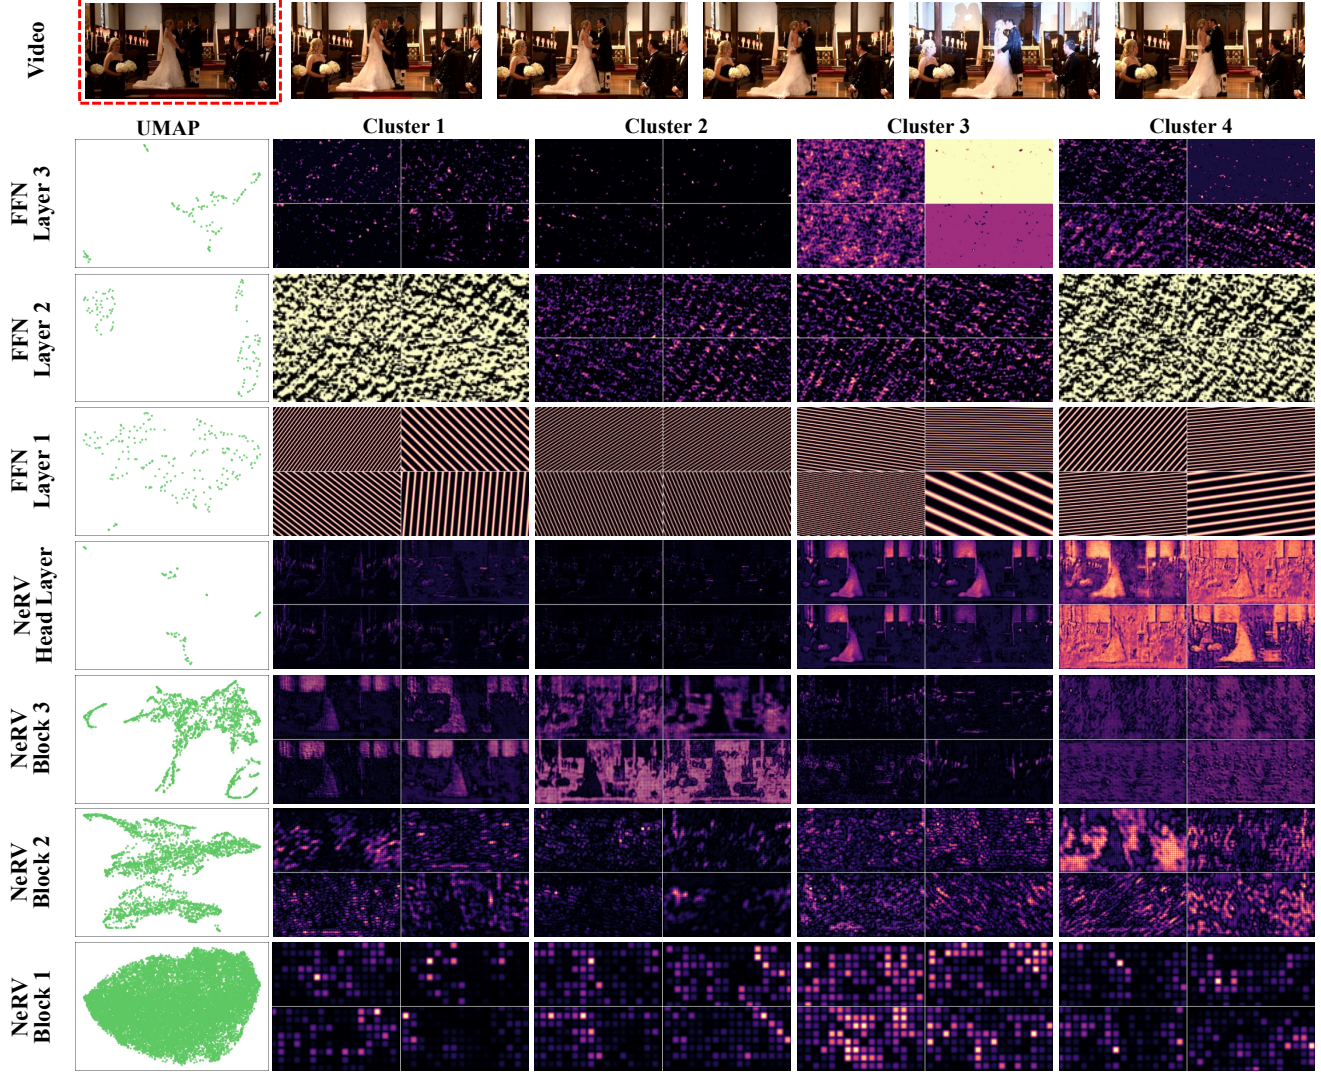 Video
UMAP Cluster 1 Cluster 2 Cluster 3 Cluster 4
FFN
Layer 3
FFN
Layer 2
FFN
Layer 1
NeRV
Head Layer
NeRV
Block 3
NeRV
Block 2
NeRV
Block 1